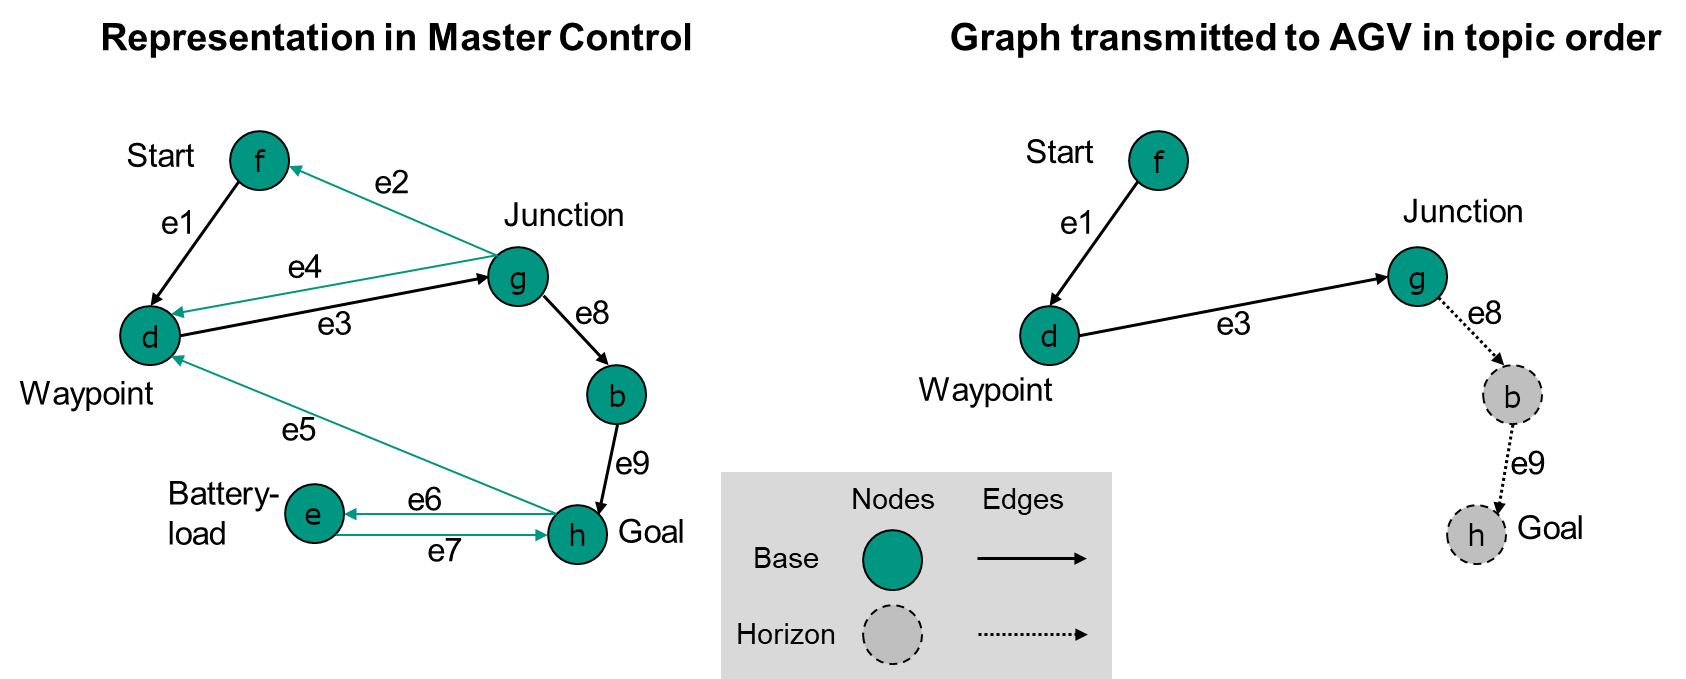 Representation in Master Control
Start
f
e1
e2
Junction
e4
g
e3
d
e8
Waypoint
b
e5
e9
Battery-
load
e
e6
e7
h
Goal
Graph transmitted to AGV in topic order
Start
f
e1
Junction
g
e3
d
e8
Waypoint
b
e9
h
Goal
Nodes
Edges
Base
Horizon